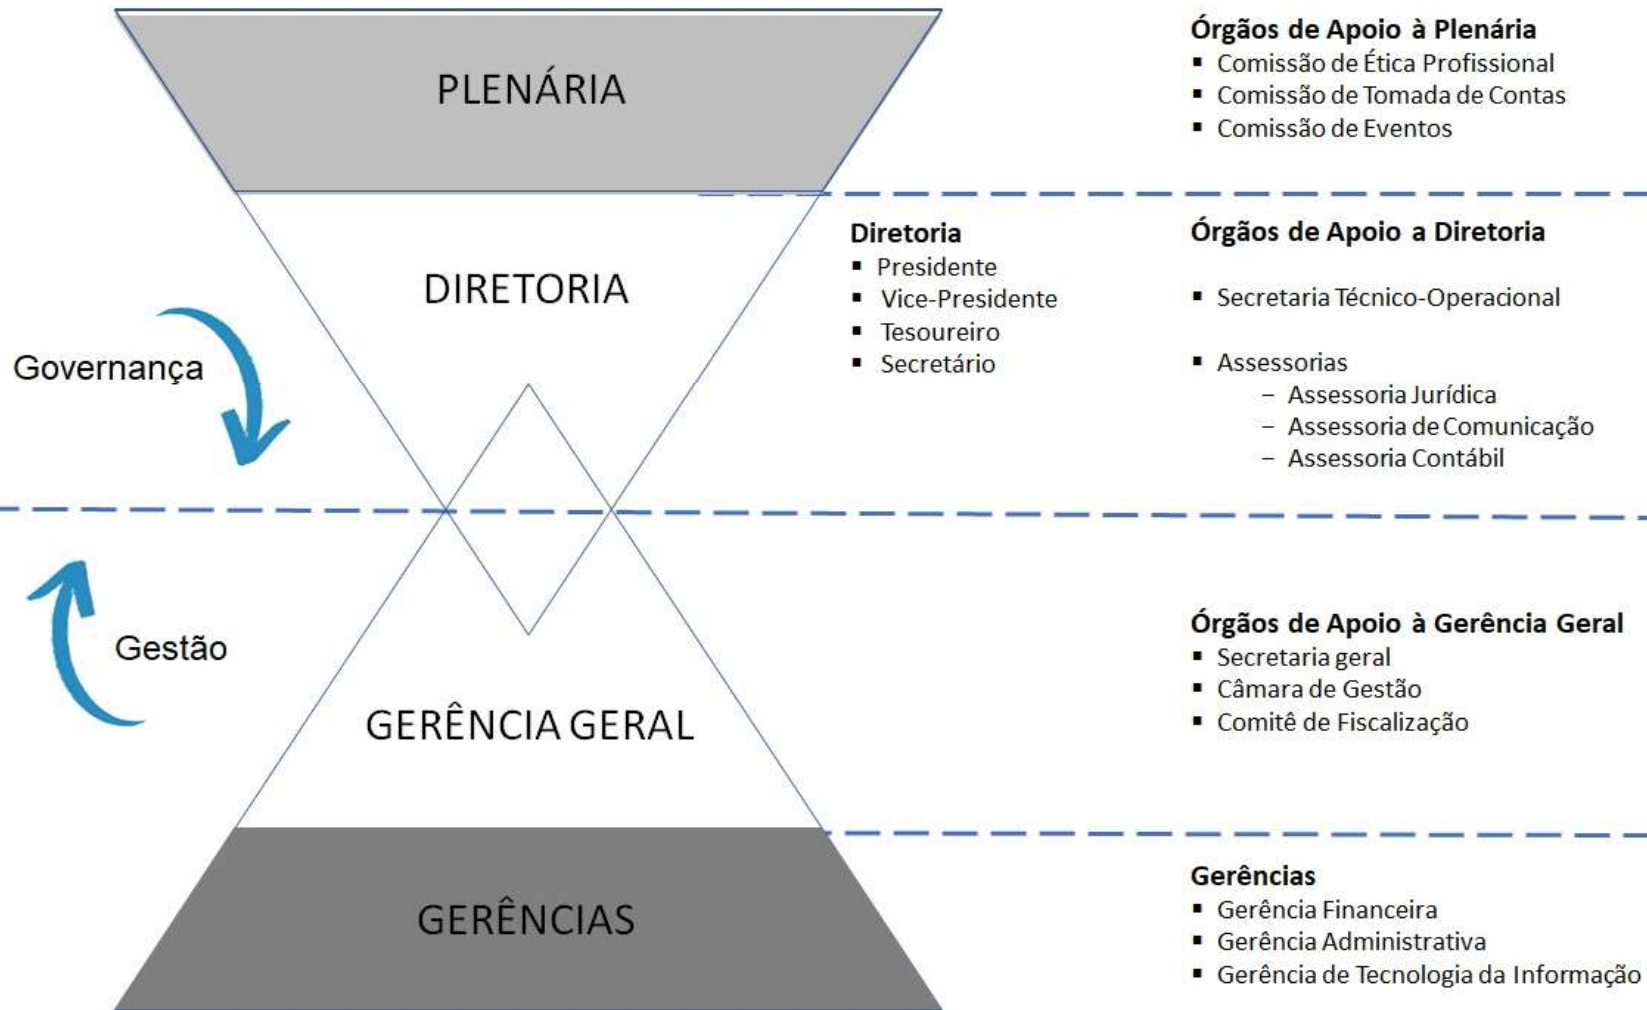 PLENÁRIA
Órgãos de Apoio à Plenária
▪ Comissão de Ética Profissional
▪ Comissão de Tomada de Contas
▪ Comissão de Eventos
DIRETORIA
Diretoria
▪ Presidente
▪ Vice-Presidente
▪ Tesoureiro
▪ Secretário
Órgãos de Apoio a Diretoria
▪ Secretaria Técnico-Operacional
▪ Assessorias
– Assessoria Jurídica
– Assessoria de Comunicação
– Assessoria Contábil
Governança
Gestão
GERÊNCIA GERAL
Órgãos de Apoio à Gerência Geral
▪ Secretaria geral
▪ Câmara de Gestão
▪ Comitê de Fiscalização
GERÊNCIAS
Gerências
▪ Gerência Financeira
▪ Gerência Administrativa
▪ Gerência de Tecnologia da Informação